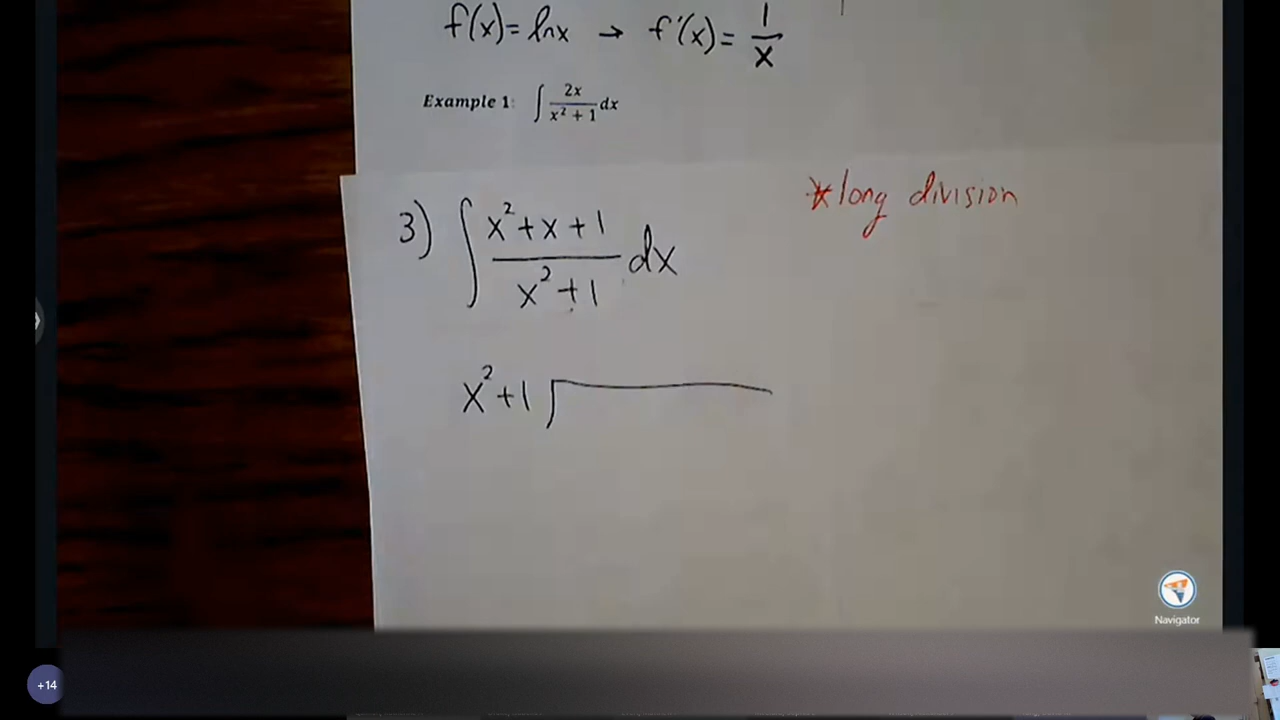 f(x)= lnx → f'(x)= 1/x
Example 1: ∫ 2x/(x² + 1) dx
*long division
3) ∫ (x²+x+1)/(x²+1) dx
x²+1
Navigator
+14